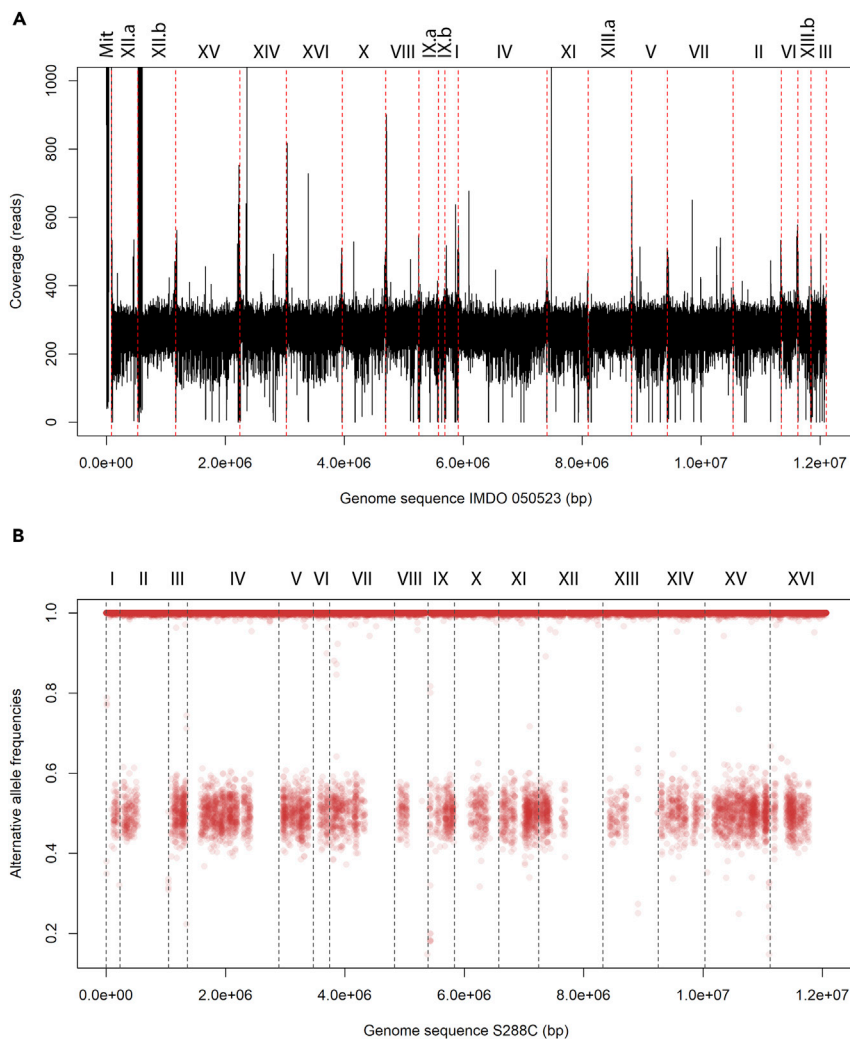 A
Mit XII.a XII.b XV XIV XVI X VIII IX.a IX.b I IV XI XIII.a V VII II VI XIII.b III
1000
800
600
400
200
0
Coverage (reads)
0.0e+00 2.0e+06 4.0e+06 6.0e+06 8.0e+06 1.0e+07 1.2e+07
Genome sequence IMDO 050523 (bp)
B
I II III IV V VI VII VIII IX X XI XII XIII XIV XV XVI
1.0
0.8
0.6
0.4
0.2
Alternative allele frequencies
0.0e+00 2.0e+06 4.0e+06 6.0e+06 8.0e+06 1.0e+07 1.2e+07
Genome sequence S288C (bp)